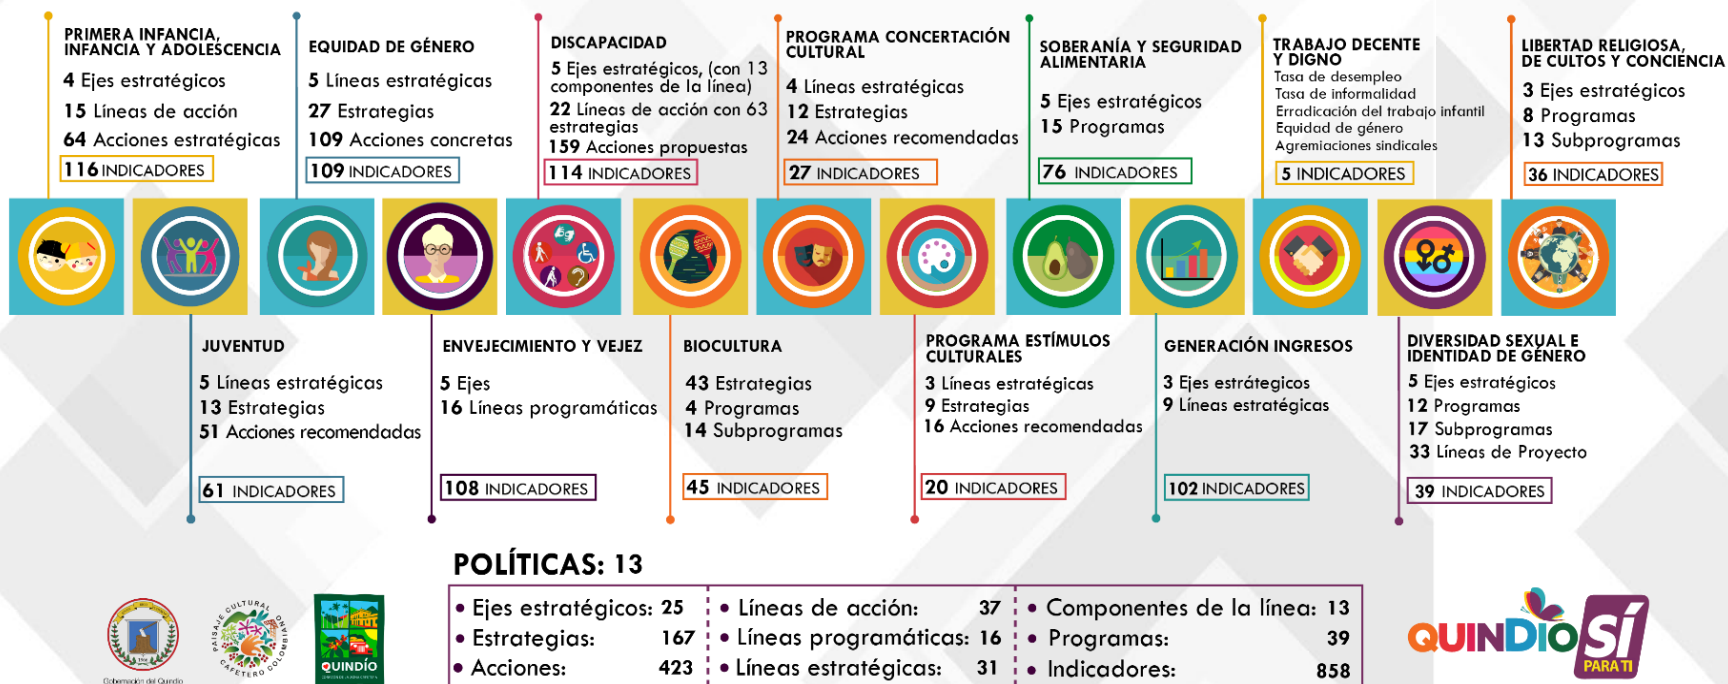 PRIMERA INFANCIA,
INFANCIA Y ADOLESCENCIA
4 Ejes estratégicos
15 Líneas de acción
64 Acciones estratégicas
116 INDICADORES
EQUIDAD DE GÉNERO
5 Líneas estratégicas
27 Estrategias
109 Acciones concretas
109 INDICADORES
DISCAPACIDAD
5 Ejes estratégicos, (con 13
componentes de la línea)
22 Líneas de acción con 63
estrategias
159 Acciones propuestas
114 INDICADORES
PROGRAMA CONCERTACIÓN
CULTURAL
4 Líneas estratégicas
12 Estrategias
24 Acciones recomendadas
27 INDICADORES
SOBERANÍA Y SEGURIDAD
ALIMENTARIA
5 Ejes estratégicos
15 Programas
76 INDICADORES
TRABAJO DECENTE
Y DIGNO
Tasa de desempleo
Tasa de informalidad
Erradicación del trabajo infantil
Equidad de género
Agremiaciones sindicales
5 INDICADORES
LIBERTAD RELIGIOSA,
DE CULTOS Y CONCIENCIA
3 Ejes estratégicos
8 Programas
13 Subprogramas
36 INDICADORES
JUVENTUD
5 Líneas estratégicas
13 Estrategias
51 Acciones recomendadas
61 INDICADORES
ENVEJECIMIENTO Y VEJEZ
5 Ejes
16 Líneas programáticas
108 INDICADORES
BIOCULTURA
43 Estrategias
4 Programas
14 Subprogramas
45 INDICADORES
PROGRAMA ESTÍMULOS
CULTURALES
3 Líneas estratégicas
9 Estrategias
16 Acciones recomendadas
20 INDICADORES
GENERACIÓN INGRESOS
3 Ejes estrátegicos
9 Líneas estratégicas
102 INDICADORES
DIVERSIDAD SEXUAL E
IDENTIDAD DE GÉNERO
5 Ejes estratégicos
12 Programas
17 Subprogramas
33 Líneas de Proyecto
39 INDICADORES
POLÍTICAS: 13
• Ejes estratégicos: 25
• Estrategias: 167
• Acciones: 423
• Líneas de acción: 37
• Líneas programáticas: 16
• Líneas estratégicas: 31
• Componentes de la línea: 13
• Programas: 39
• Indicadores: 858
Gobernación del Quindío
PAISAJE CULTURAL CAFETERO COLOMBIANO
QUINDÍO
QUINDIO SÍ
PARA TI